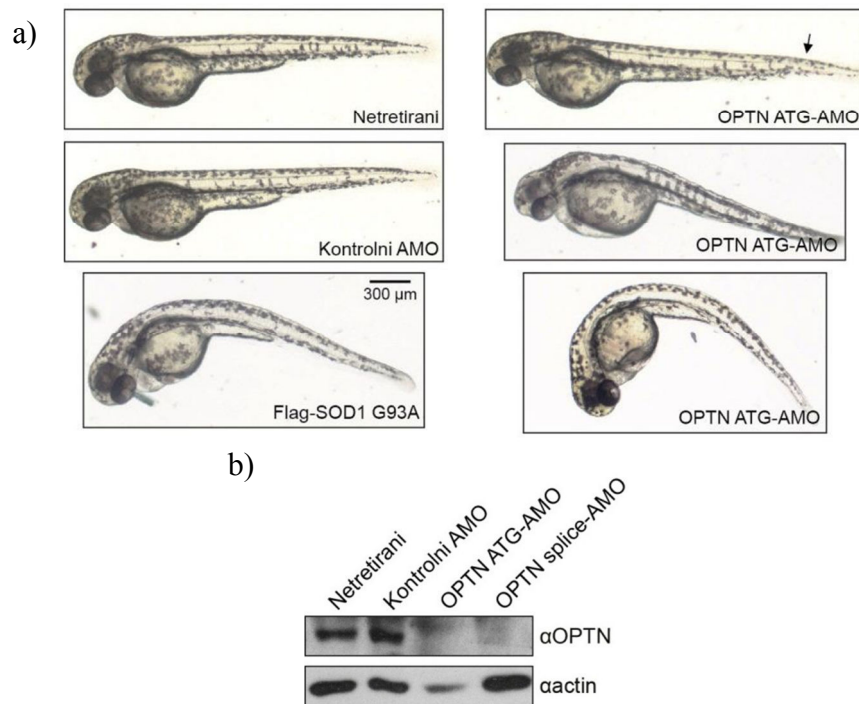 a)
Netretirani
OPTN ATG-AMO
Kontrolni AMO
OPTN ATG-AMO
300 µm
Flag-SOD1 G93A
OPTN ATG-AMO
b)
Netretirani
Kontrolni AMO
OPTN ATG-AMO
OPTN splice-AMO
αOPTN
αactin